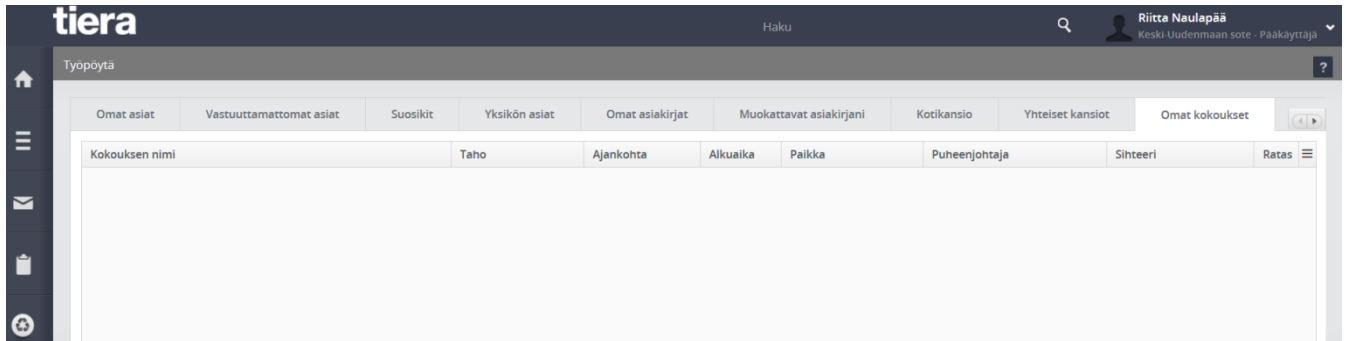 tiera
Haku
Riitta Naulapää
Keski-Uudenmaan sote - Pääkäyttäjä
Työpöytä
?
Omat asiat Vastuuttamattomat asiat Suosikit Yksikön asiat Omat asiakirjat Muokattavat asiakirjani Kotikansio Yhteiset kansiot Omat kokoukset
Kokouksen nimi Taho Ajankohta Alkuaika Paikka Puheenjohtaja Sihteeri Ratas